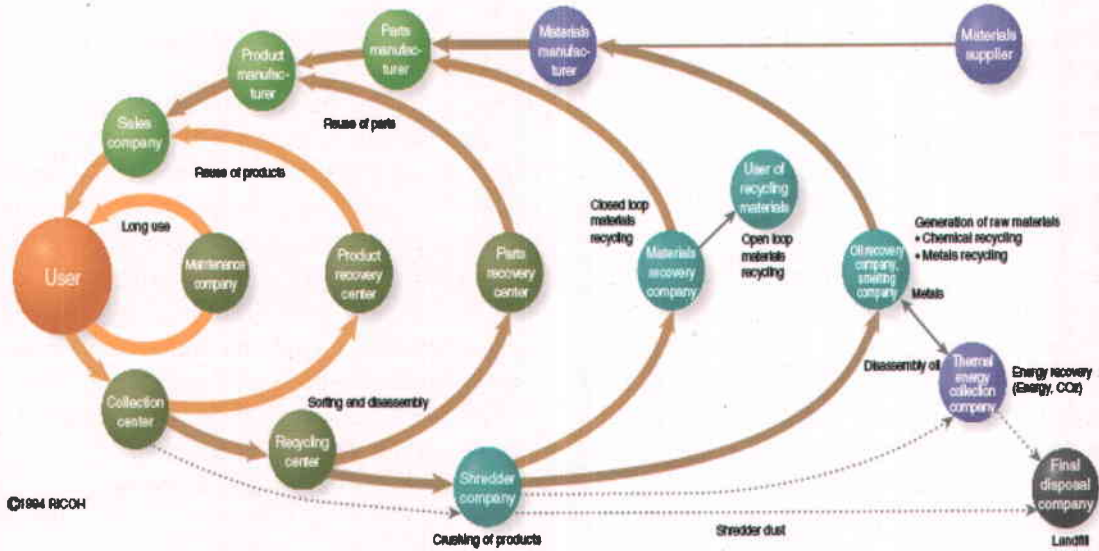 Parts
manufac-
turer
Materials
manufac-
turer
Materials
supplier
Product
manufac-
turer
Sales
company
Reuse of parts
Reuse of products
Long use
User
Maintenance
company
Product
recovery
center
Parts
recovery
center
Closed loop
materials
recycling
Materials
recovery
company
User of
recycling
materials
Open loop
materials
recycling
Oil recovery
company,
smelting
company
Generation of raw materials
• Chemical recycling
• Metals recycling
Metals
Disassembly oil
Thermal
energy
collection
company
Energy recovery
(Energy, CO2)
Collection
center
Sorting and disassembly
Recycling
center
Shredder
company
Crushing of products
Shredder dust
Final
disposal
company
Landfill
©1994 RICOH